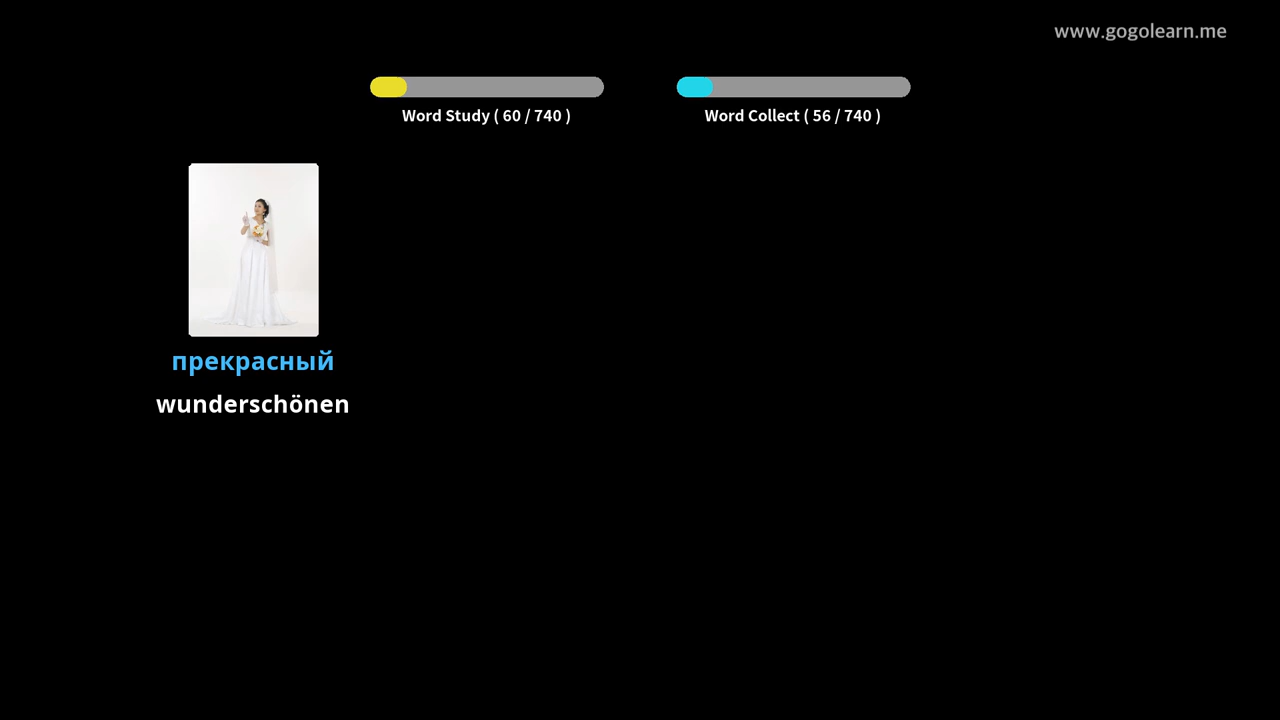 www.gogolearn.me
Word Study ( 60 / 740 )
Word Collect ( 56 / 740 )
прекрасный
wunderschönen